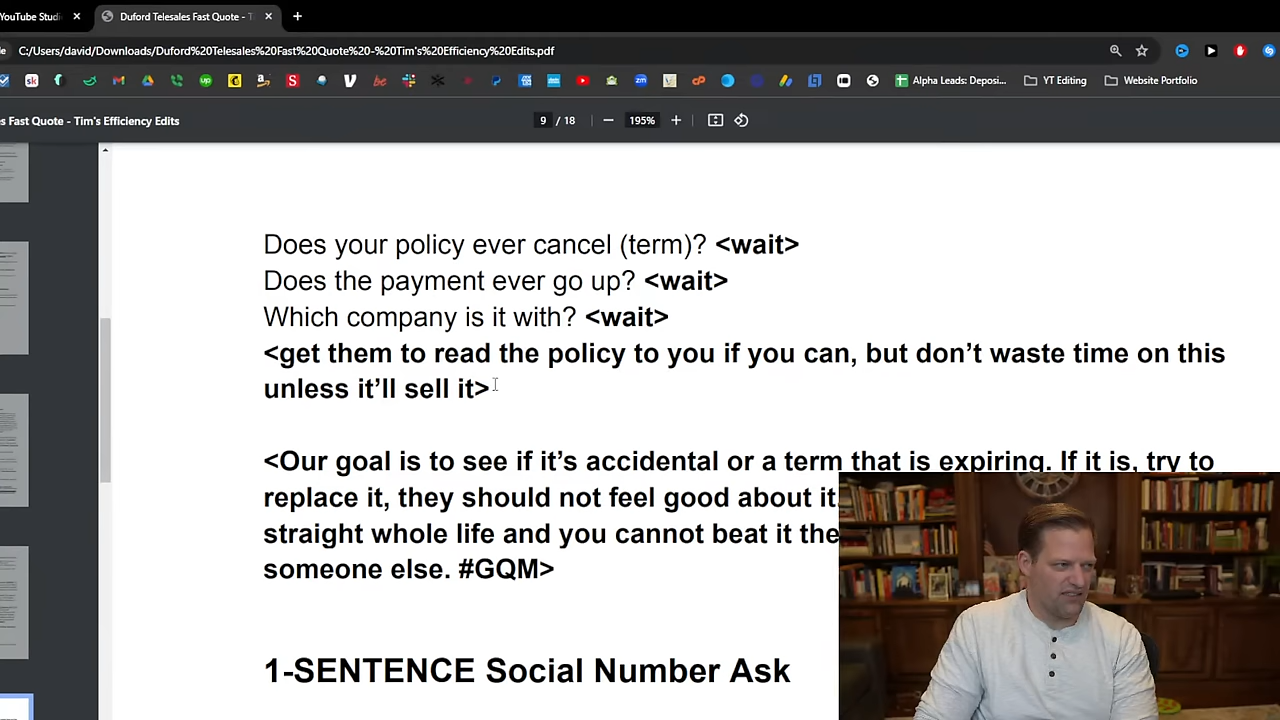 YouTube Studi
Duford Telesales Fast Quote - T
C:/Users/david/Downloads/Duford%20Telesales%20Fast%20Quote%20-%20Tim's%20Efficiency%20Edits.pdf
Alpha Leads: Deposi...
YT Editing
Website Portfolio
s Fast Quote - Tim's Efficiency Edits
9 / 18
195%
Does your policy ever cancel (term)? <wait>
Does the payment ever go up? <wait>
Which company is it with? <wait>
<get them to read the policy to you if you can, but don’t waste time on this
unless it’ll sell it>
<Our goal is to see if it’s accidental or a term that is expiring. If it is, try to
replace it, they should not feel good about it.
straight whole life and you cannot beat it the
someone else. #GQM>
1-SENTENCE Social Number Ask